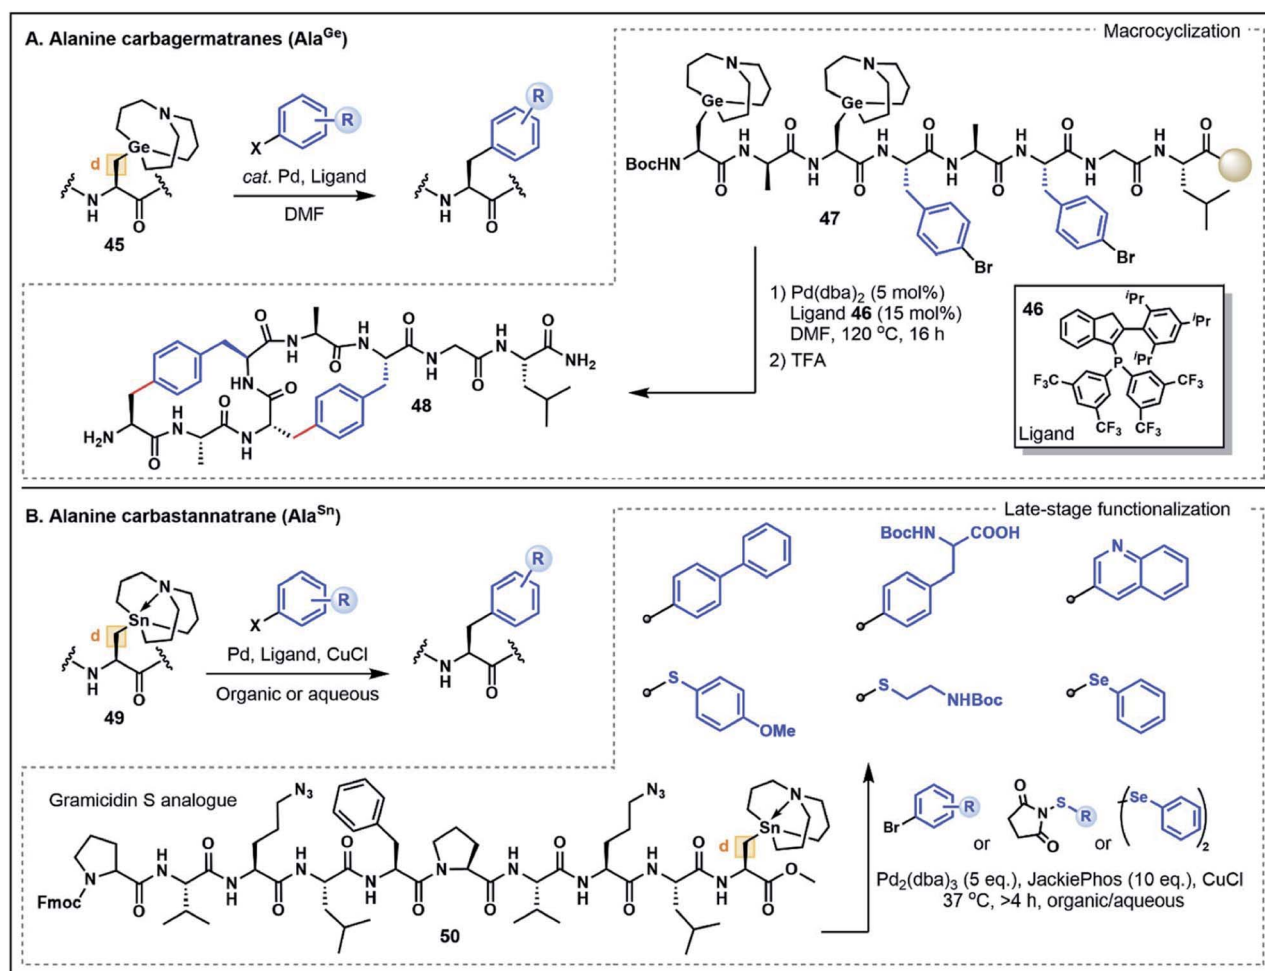 A. Alanine carbagermatranes (Ala^Ge)
Macrocyclization
N
Ge
d
N
H
O
45
X
R
cat. Pd, Ligand
DMF
R
N
H
O
N
Ge
N
Ge
BocHN
O
H
N
O
N
H
O
H
N
O
N
H
O
H
N
O
N
H
O
H
N
O
Br
Br
47
1) Pd(dba)2 (5 mol%)
Ligand 46 (15 mol%)
DMF, 120 °C, 16 h
2) TFA
46
iPr
iPr
iPr
P
F3C
CF3
CF3
CF3
Ligand
O
H
N
O
H
N
O
N
H
O
H
N
O
NH2
HN
O
O
H2N
O
H
N
N
H
48
B. Alanine carbastannatrane (Ala^Sn)
Late-stage functionalization
N
Sn
d
N
H
O
49
X
R
Pd, Ligand, CuCl
Organic or aqueous
R
N
H
O
BocHN
COOH
N
S
OMe
S
NHBoc
Se
Gramicidin S analogue
N
Fmoc
O
H
N
O
N
H
N3
O
H
N
O
N
H
O
N
O
H
N
O
N
H
N3
O
H
N
O
N
H
N
Sn
d
O
O
50
Br
R
or
O
N
O
S
R
or
( Se )2
Pd2(dba)3 (5 eq.), JackiePhos (10 eq.), CuCl
37 °C, >4 h, organic/aqueous